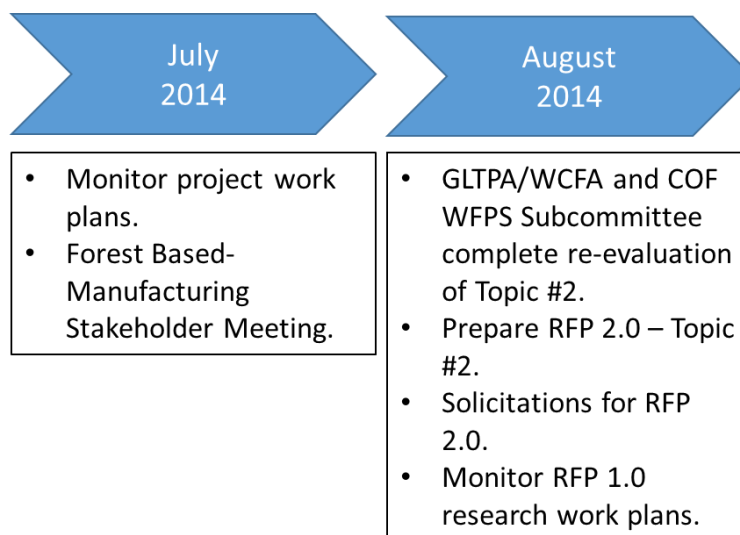 July
2014
• Monitor project work
plans.
• Forest Based-
Manufacturing
Stakeholder Meeting.
August
2014
• GLTPA/WCFA and COF
WFPS Subcommittee
complete re-evaluation
of Topic #2.
• Prepare RFP 2.0 – Topic
#2.
• Solicitations for RFP
2.0.
• Monitor RFP 1.0
research work plans.